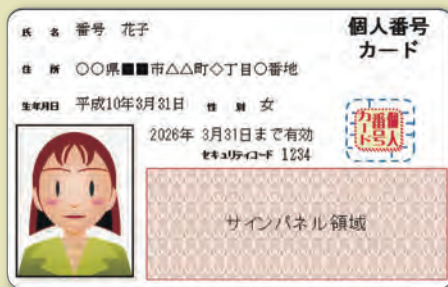 氏 名 番号 花子
個人番号
カード
住 所 ○○県■■市△△町◇丁目○番地
生年月日 平成10年3月31日 性 別 女
2026年 3月31日まで有効
セキュリティコード 1234
個人
番号
カード
サインパネル領域